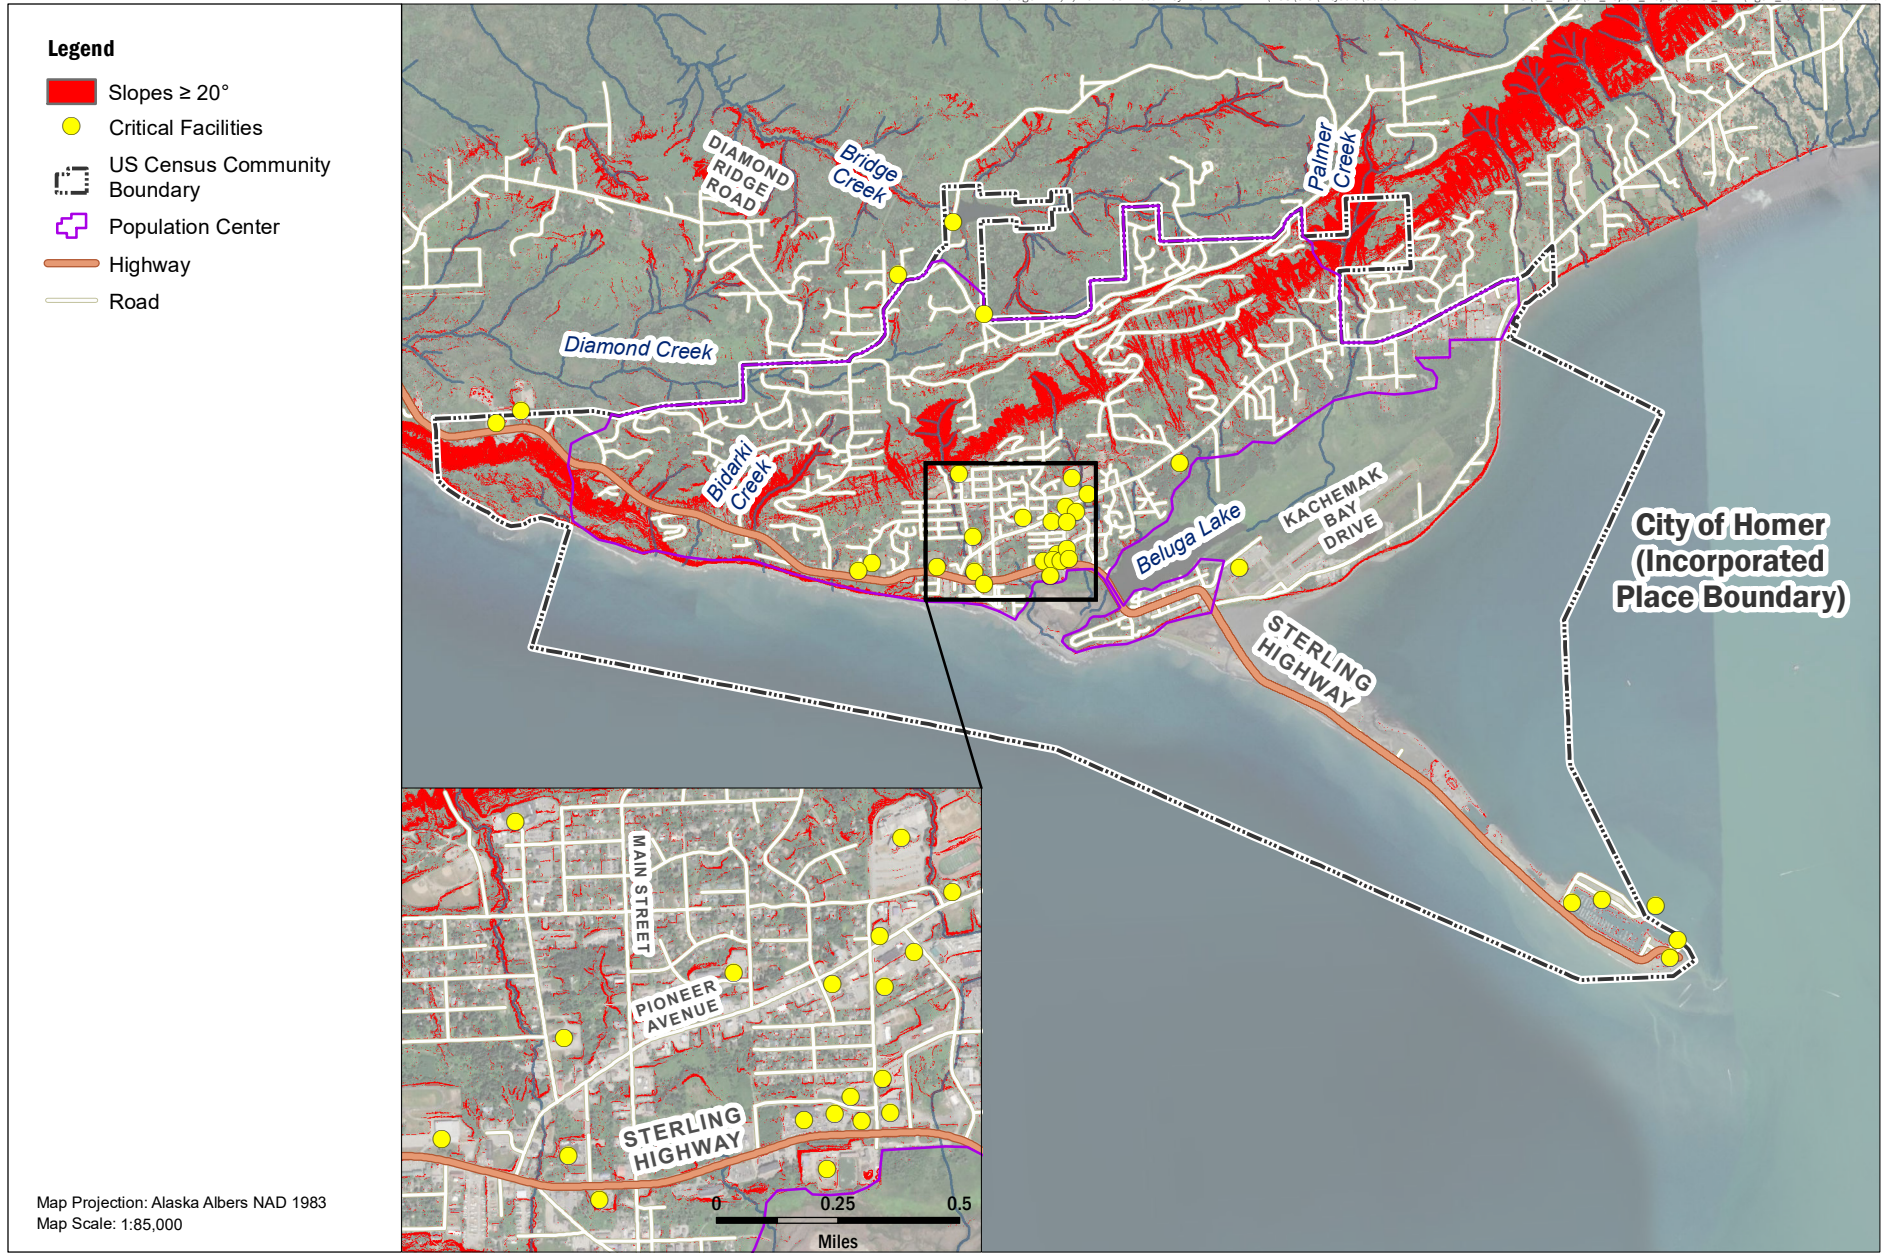 Legend
Slopes ≥ 20°
Critical Facilities
US Census Community
Boundary
Population Center
Highway
Road
Map Projection: Alaska Albers NAD 1983
Map Scale: 1:85,000
DIAMOND
RIDGE
ROAD
Bridge
Creek
Palmer
Creek
Diamond Creek
Bidarki
Creek
Beluga Lake
KACHEMAK
BAY
DRIVE
City of Homer
(Incorporated
Place Boundary)
STERLING
HIGHWAY
MAIN STREET
PIONEER
AVENUE
STERLING
HIGHWAY
0 0.25 0.5
Miles